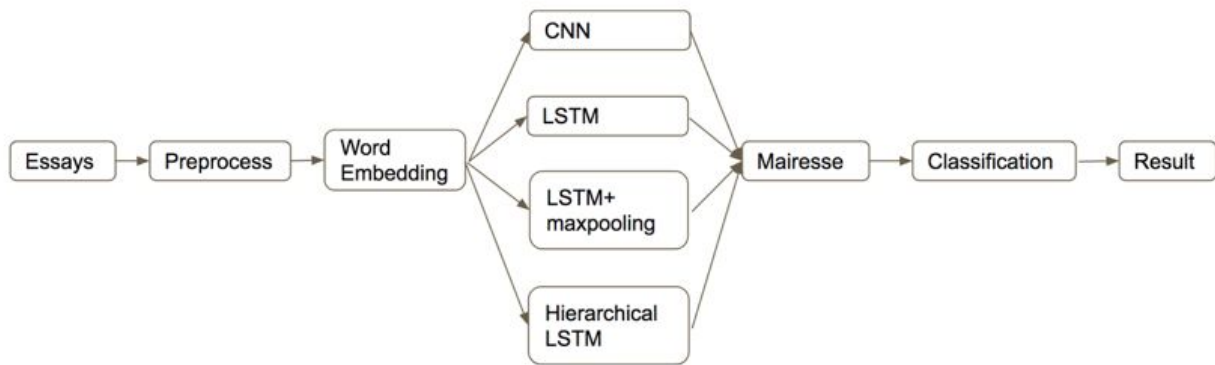 Essays
Preprocess
Word
Embedding
CNN
LSTM
LSTM+
maxpooling
Hierarchical
LSTM
Mairesse
Classification
Result